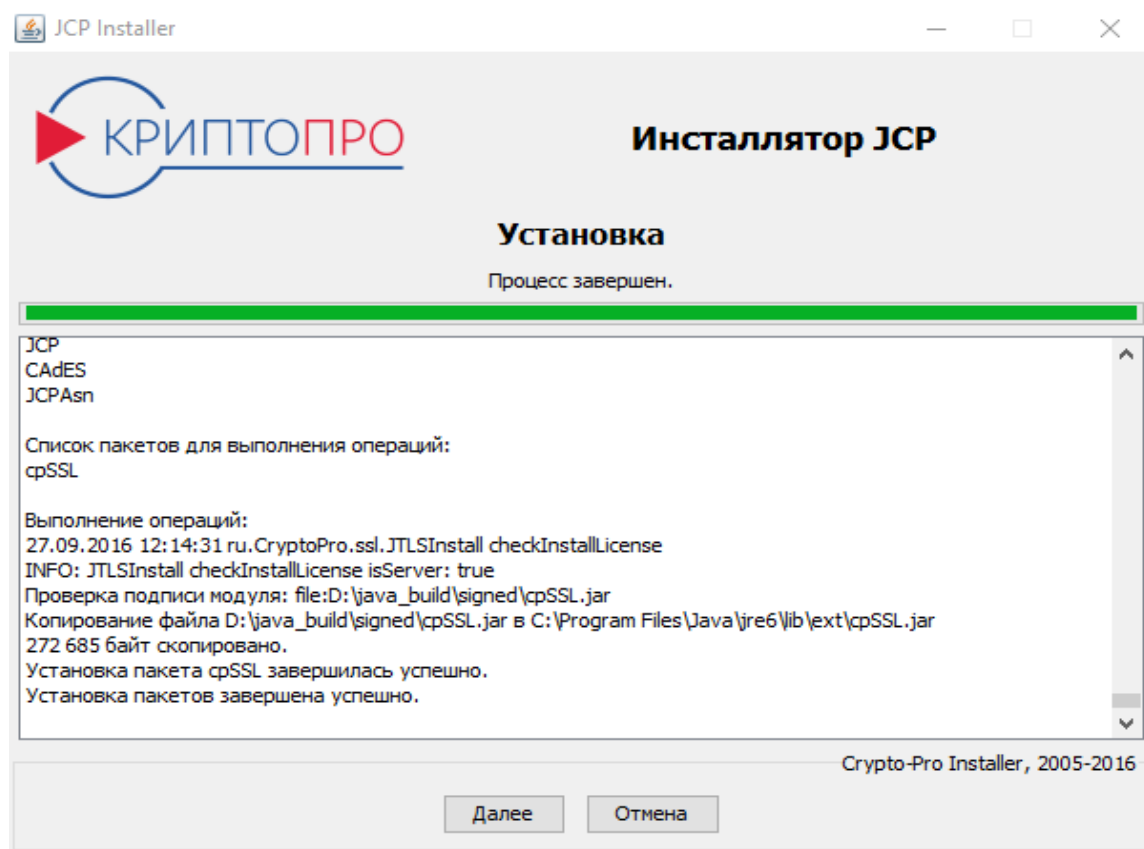 JCP Installer
КРИПТОПРО
Инсталлятор JCP
Установка
Процесс завершен.
JCP
CAdES
JCPAsn
Список пакетов для выполнения операций:
cpSSL
Выполнение операций:
27.09.2016 12:14:31 ru.CryptoPro.ssl.JTLSInstall checkInstallLicense
INFO: JTLSInstall checkInstallLicense isServer: true
Проверка подписи модуля: file:D:\java_build\signed\cpSSL.jar
Копирование файла D:\java_build\signed\cpSSL.jar в C:\Program Files\Java\jre6\lib\ext\cpSSL.jar
272 685 байт скопировано.
Установка пакета cpSSL завершилась успешно.
Установка пакетов завершена успешно.
Crypto-Pro Installer, 2005-2016
Далее Отмена